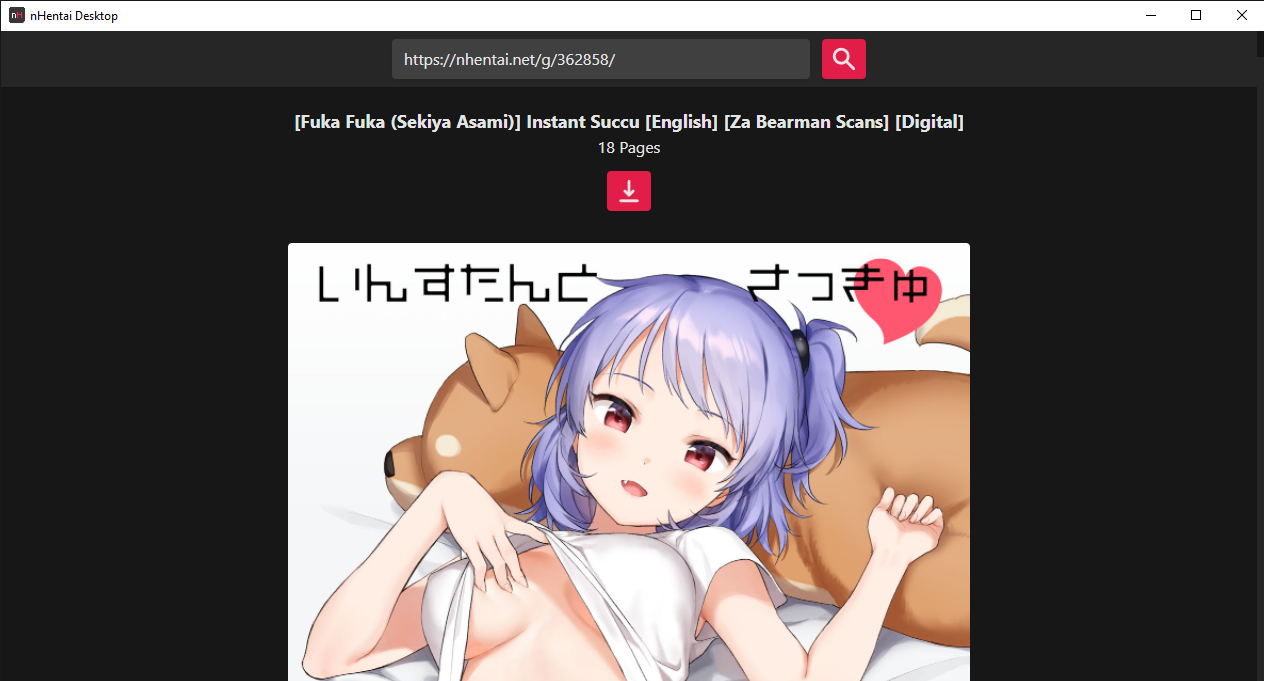 nHentai Desktop
https://nhentai.net/g/362858/
[Fuka Fuka (Sekiya Asami)] Instant Succu [English] [Za Bearman Scans] [Digital]
18 Pages
いんすたんと さっきゅ